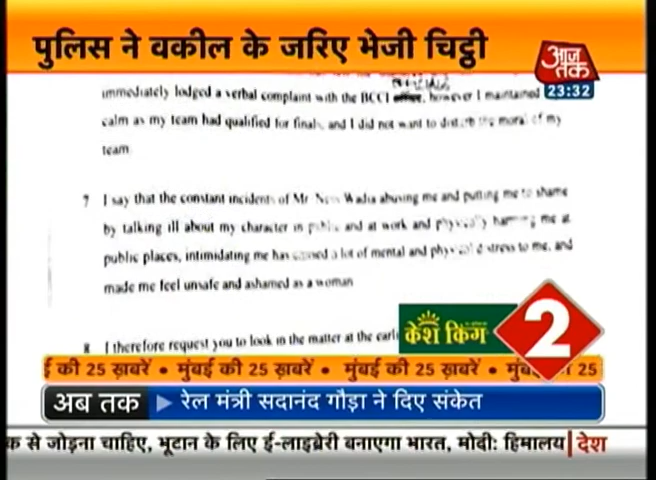 पुलिस ने वकील के जरिए भेजी चिट्ठी
आज तक
23:32
immediately lodged a verbal complaint with the BCCI however I maintained
calm as my team had qualified for finals, and I did not want to disturb the moral of my
team
7 I say that the constant incidents of Mr Ness Wadia abusing me and putting me to shame
by talking ill about my character in public and at work and physically harming me at
public places, intimidating me has caused a lot of mental and physical distress to me, and
made me feel unsafe and ashamed as a woman
8 I therefore request you to look in the matter at the
केश किंग
2
ई की 25 ख़बरें • मुंबई की 25 ख़बरें • मुंबई की 25 ख़बरें • 25
अब तक रेल मंत्री सदानंद गौड़ा ने दिए संकेत
क से जोड़ना चाहिए, भूटान के लिए ई-लाइब्रेरी बनाएगा भारत, मोदी: हिमालय देश